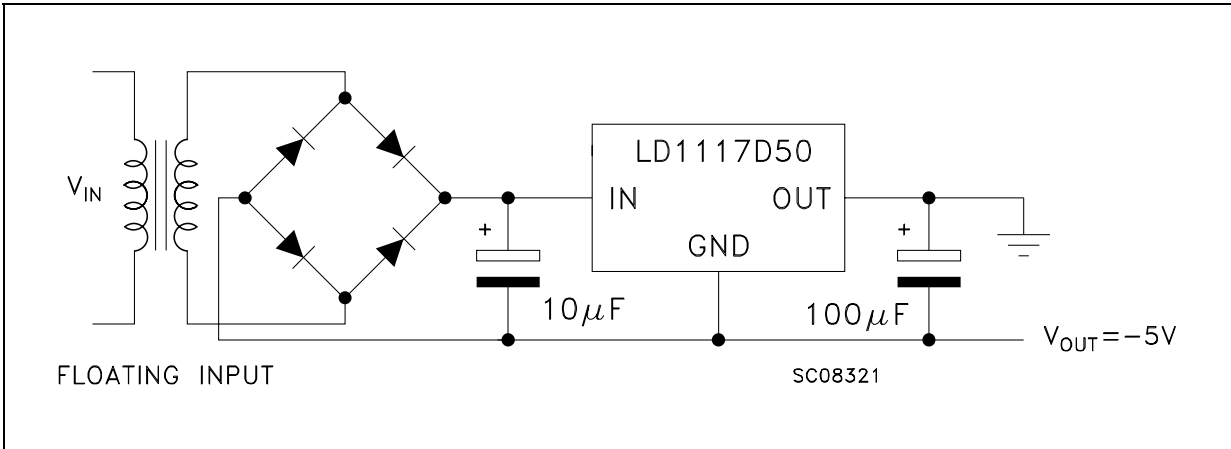 LD1117D50
V_IN
IN
OUT
+
+
GND
10µF
100µF
V_OUT=-5V
FLOATING INPUT
SC08321